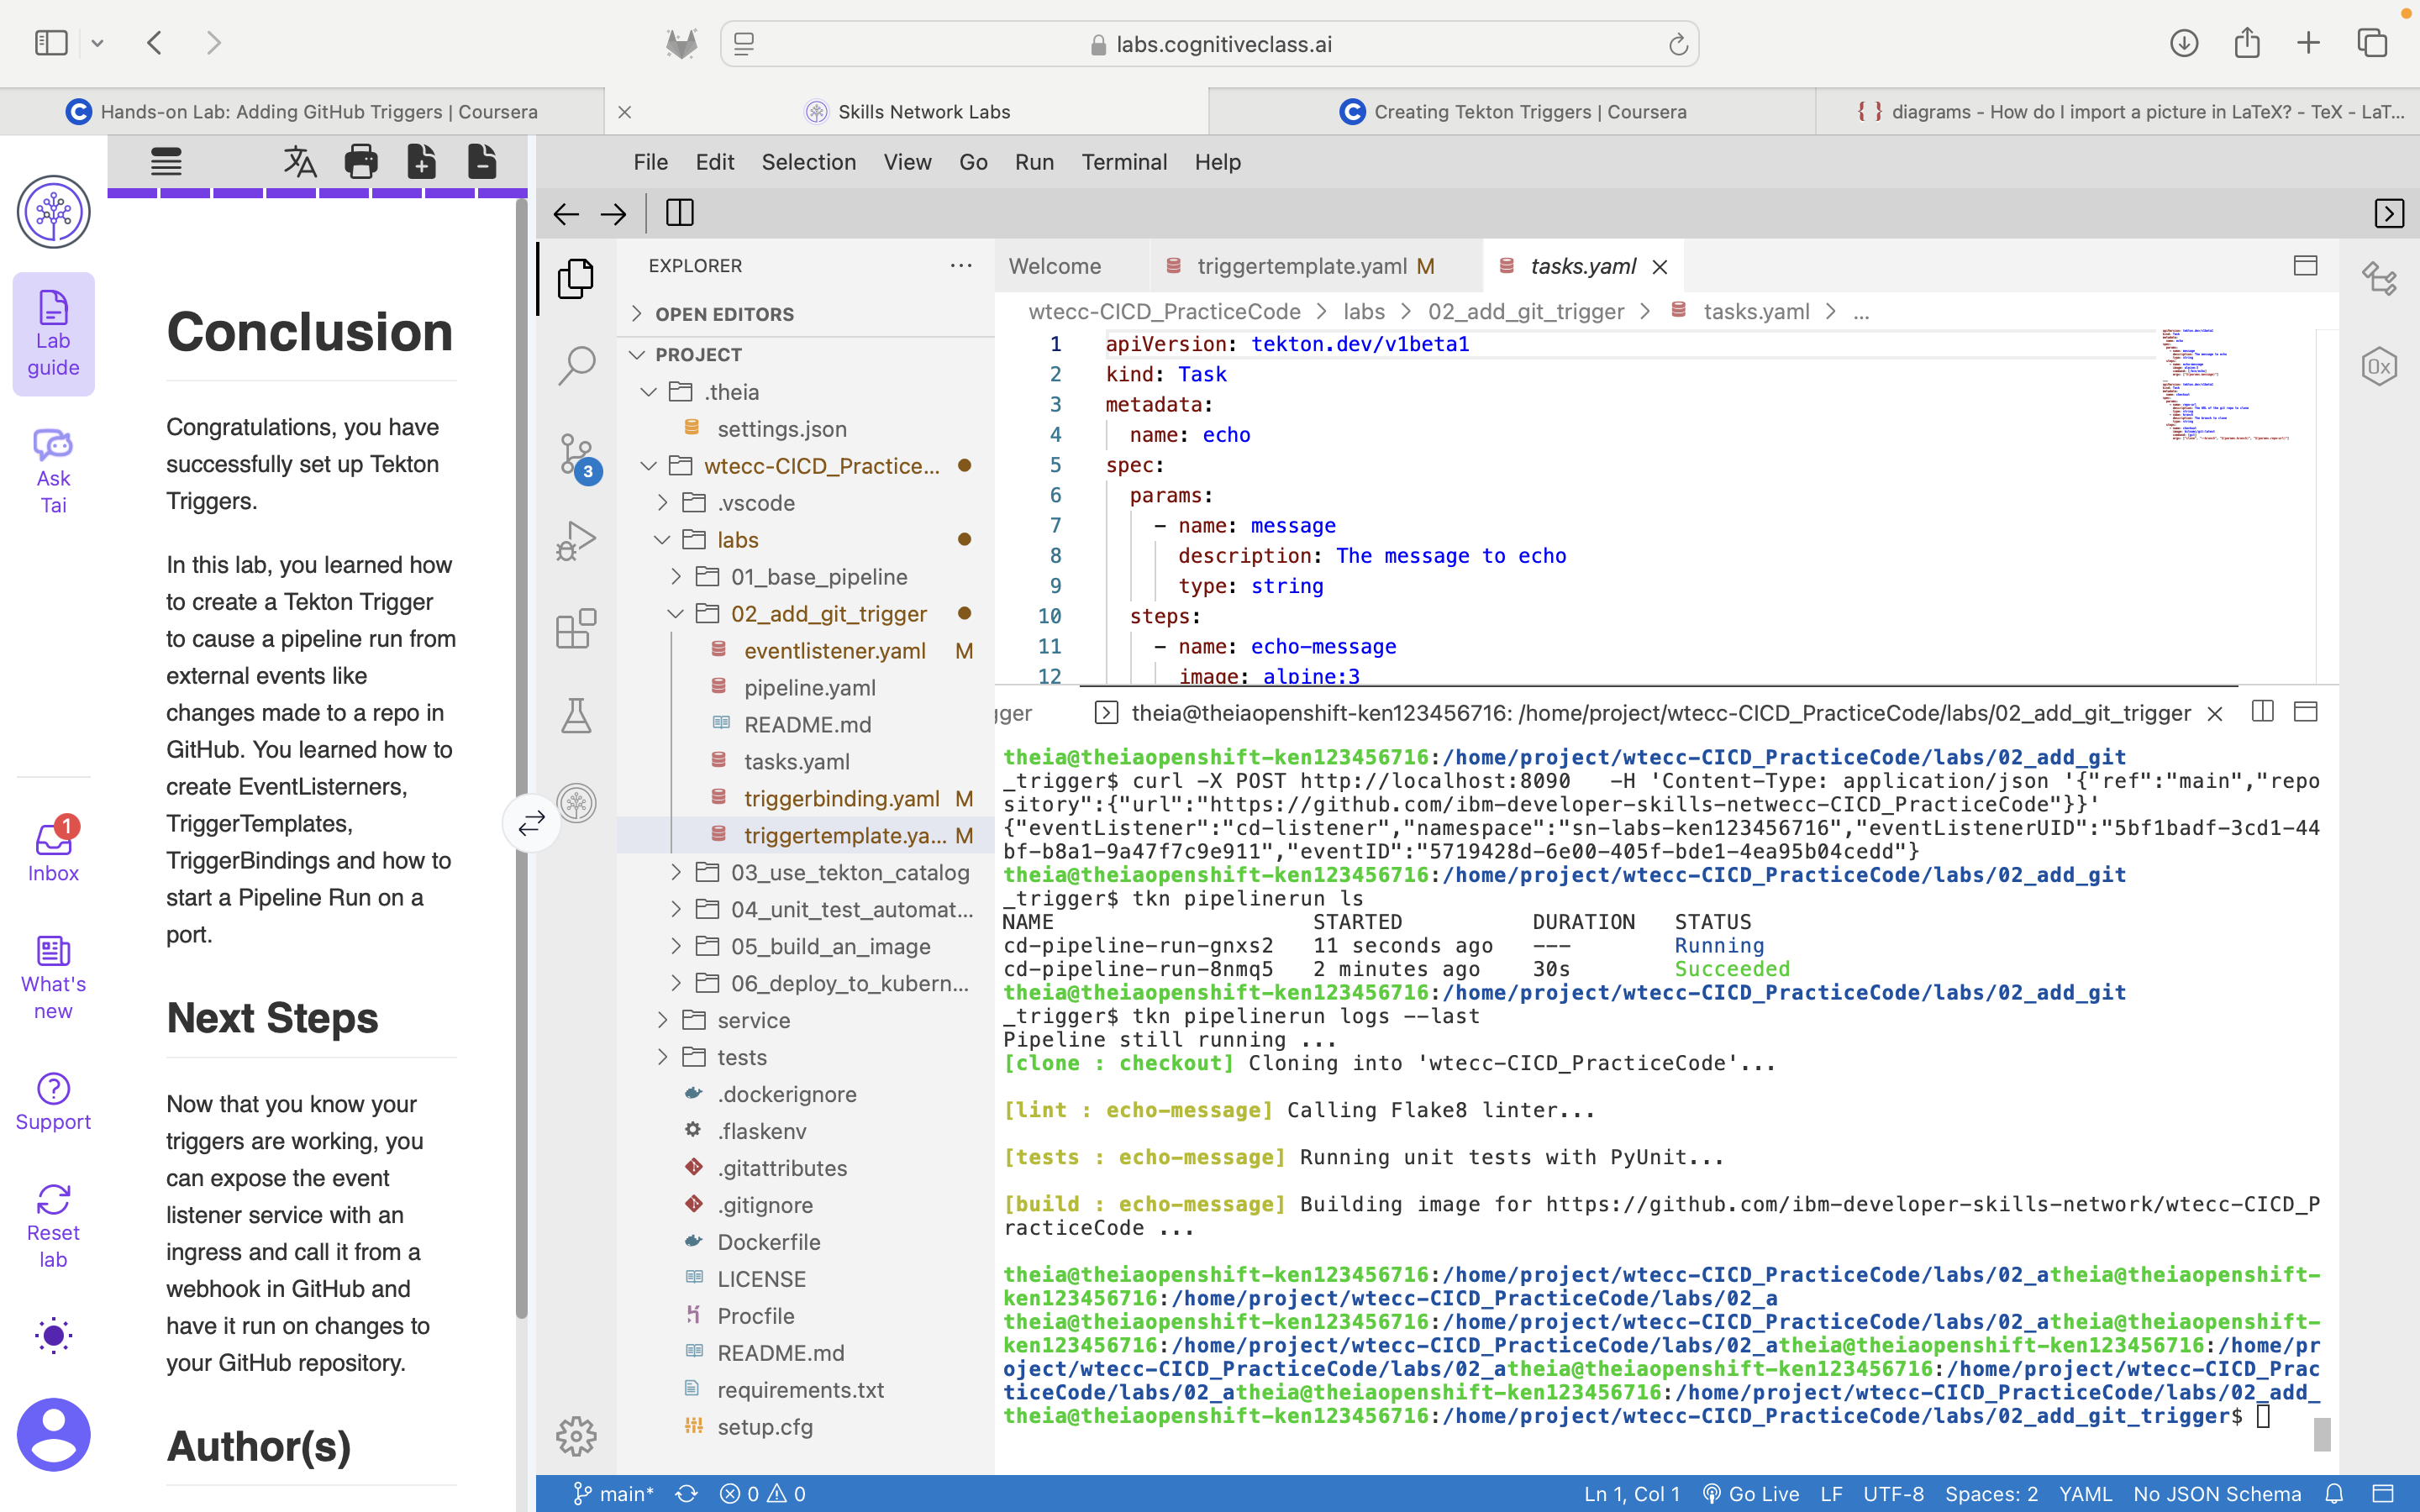 labs.cognitiveclass.ai
Hands-on Lab: Adding GitHub Triggers | Coursera
Skills Network Labs
Creating Tekton Triggers | Coursera
diagrams - How do I import a picture in LaTeX? - TeX - LaT...
File Edit Selection View Go Run Terminal Help
Lab
guide
Ask
Tai
1
Inbox
What's
new
Support
Reset
lab
Conclusion
Congratulations, you have
successfully set up Tekton
Triggers.
In this lab, you learned how
to create a Tekton Trigger
to cause a pipeline run from
external events like
changes made to a repo in
GitHub. You learned how to
create EventListerners,
TriggerTemplates,
TriggerBindings and how to
start a Pipeline Run on a
port.
Next Steps
Now that you know your
triggers are working, you
can expose the event
listener service with an
ingress and call it from a
webhook in GitHub and
have it run on changes to
your GitHub repository.
Author(s)
3
EXPLORER
OPEN EDITORS
PROJECT
.theia
settings.json
wtecc-CICD_Practice...
.vscode
labs
01_base_pipeline
02_add_git_trigger
eventlistener.yaml M
pipeline.yaml
README.md
tasks.yaml
triggerbinding.yaml M
triggertemplate.ya... M
03_use_tekton_catalog
04_unit_test_automat...
05_build_an_image
06_deploy_to_kubern...
service
tests
.dockerignore
.flaskenv
.gitattributes
.gitignore
Dockerfile
LICENSE
Procfile
README.md
requirements.txt
setup.cfg
Welcome triggertemplate.yaml M tasks.yaml
wtecc-CICD_PracticeCode > labs > 02_add_git_trigger > tasks.yaml > ...
1 apiVersion: tekton.dev/v1beta1
2 kind: Task
3 metadata:
4 name: echo
5 spec:
6 params:
7 - name: message
8 description: The message to echo
9 type: string
10 steps:
11 - name: echo-message
12 image: alpine:3
gger theia@theiaopenshift-ken123456716: /home/project/wtecc-CICD_PracticeCode/labs/02_add_git_trigger
theia@theiaopenshift-ken123456716:/home/project/wtecc-CICD_PracticeCode/labs/02_add_git
_trigger$ curl -X POST http://localhost:8090   -H 'Content-Type: application/json '{"ref":"main","repo
sitory":{"url":"https://github.com/ibm-developer-skills-netwecc-CICD_PracticeCode"}}'
{"eventListener":"cd-listener","namespace":"sn-labs-ken123456716","eventListenerUID":"5bf1badf-3cd1-44
bf-b8a1-9a47f7c9e911","eventID":"5719428d-6e00-405f-bde1-4ea95b04cedd"}
theia@theiaopenshift-ken123456716:/home/project/wtecc-CICD_PracticeCode/labs/02_add_git
_trigger$ tkn pipelinerun ls
NAME STARTED DURATION STATUS
cd-pipeline-run-gnxs2 11 seconds ago --- Running
cd-pipeline-run-8nmq5 2 minutes ago 30s Succeeded
theia@theiaopenshift-ken123456716:/home/project/wtecc-CICD_PracticeCode/labs/02_add_git
_trigger$ tkn pipelinerun logs --last
Pipeline still running ...
[clone : checkout] Cloning into 'wtecc-CICD_PracticeCode'...
[lint : echo-message] Calling Flake8 linter...
[tests : echo-message] Running unit tests with PyUnit...
[build : echo-message] Building image for https://github.com/ibm-developer-skills-network/wtecc-CICD_P
racticeCode ...
theia@theiaopenshift-ken123456716:/home/project/wtecc-CICD_PracticeCode/labs/02_atheia@theiaopenshift-
ken123456716:/home/project/wtecc-CICD_PracticeCode/labs/02_a
theia@theiaopenshift-ken123456716:/home/project/wtecc-CICD_PracticeCode/labs/02_atheia@theiaopenshift-
ken123456716:/home/project/wtecc-CICD_PracticeCode/labs/02_atheia@theiaopenshift-ken123456716:/home/pr
oject/wtecc-CICD_PracticeCode/labs/02_atheia@theiaopenshift-ken123456716:/home/project/wtecc-CICD_Prac
ticeCode/labs/02_atheia@theiaopenshift-ken123456716:/home/project/wtecc-CICD_PracticeCode/labs/02_add_
theia@theiaopenshift-ken123456716:/home/project/wtecc-CICD_PracticeCode/labs/02_add_git_trigger$
main* 0 0 Ln 1, Col 1 Go Live LF UTF-8 Spaces: 2 YAML No JSON Schema